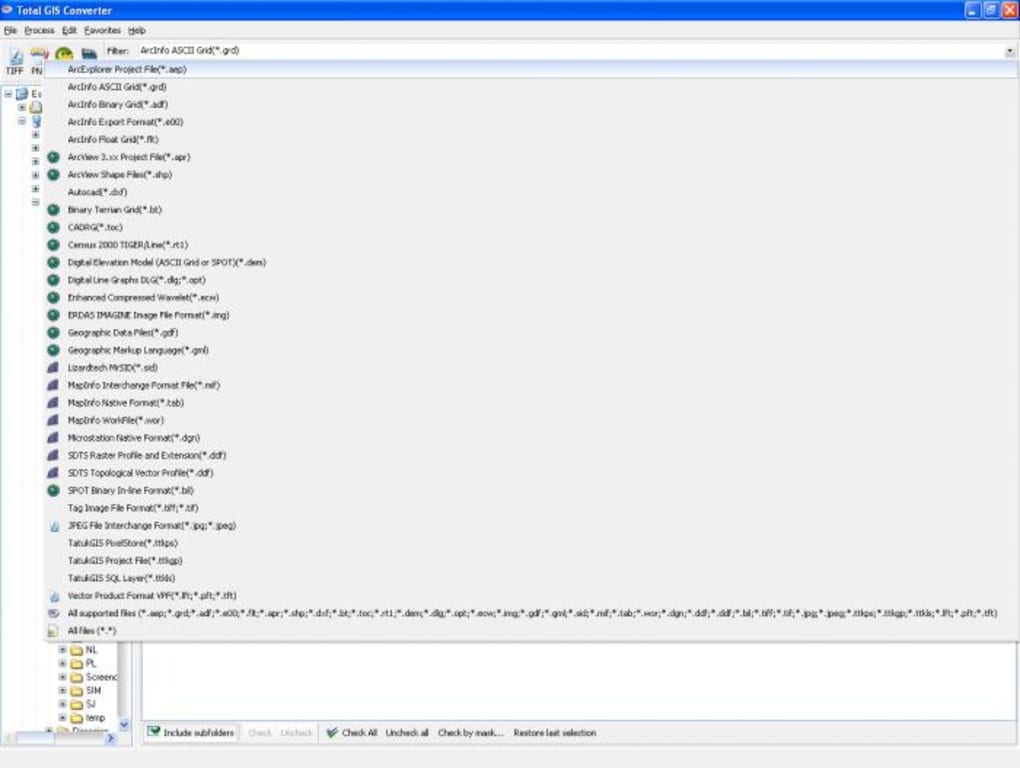 Total GIS Converter
File Process Edit Favorites Help
Filter: ArcInfo ASCII Grid(*.grd)
TIFF PN
ArcExplorer Project File(*.aep)
ArcInfo ASCII Grid(*.grd)
ArcInfo Binary Grid(*.adf)
ArcInfo Export Format(*.e00)
ArcInfo Float Grid(*.flt)
ArcView 3.xx Project File(*.apr)
ArcView Shape Files(*.shp)
Autocad(*.dxf)
Binary Terrian Grid(*.bt)
CADRG(*.toc)
Census 2000 TIGER/Line(*.rt1)
Digital Elevation Model (ASCII Grid or SPOT)(*.dem)
Digital Line Graphs DLG(*.dlg;*.opt)
Enhanced Compressed Wavelet(*.ecw)
ERDAS IMAGINE Image File Format(*.img)
Geographic Data Files(*.gdf)
Geographic Markup Language(*.gml)
Lizardtech MrSID(*.sid)
MapInfo Interchange Format File(*.mif)
MapInfo Native Format(*.tab)
MapInfo WorkFile(*.wor)
Microstation Native Format(*.dgn)
SDTS Raster Profile and Extension(*.ddf)
SDTS Topological Vector Profile(*.ddf)
SPOT Binary In-line Format(*.bil)
Tag Image File Format(*.tiff;*.tif)
JPEG File Interchange Format(*.jpg;*.jpeg)
TatukGIS PixelStore(*.ttkps)
TatukGIS Project File(*.ttkgp)
TatukGIS SQL Layer(*.ttkls)
Vector Product Format VPF(*.lft;*.pft;*.tft)
All supported files (*.aep;*.grd;*.adf;*.e00;*.flt;*.apr;*.shp;*.dxf;*.bt;*.toc;*.rt1;*.dem;*.dlg;*.opt;*.ecw;*.img;*.gdf;*.gml;*.sid;*.mif;*.tab;*.wor;*.dgn;*.ddf;*.ddf;*.bil;*.tiff;*.tif;*.jpg;*.jpeg;*.ttkps;*.ttkgp;*.ttkls;*.lft;*.pft;*.tft)
All files (*.*)
NL
PL
Screenc
SIM
SJ
temp
Include subfolders Check Uncheck Check All Uncheck all Check by mask... Restore last selection